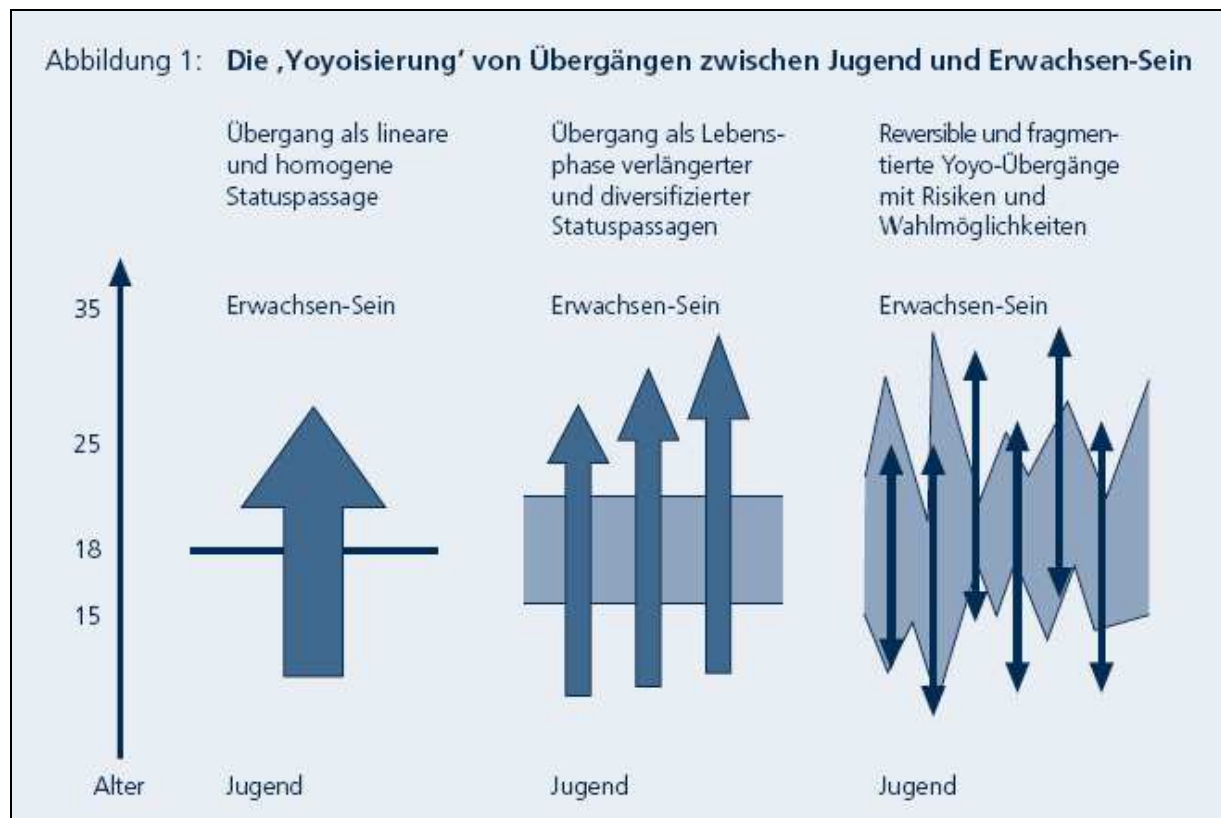 Abbildung 1: Die ‚Yoyoisierung‘ von Übergängen zwischen Jugend und Erwachsen-Sein
Übergang als lineare
und homogene
Statuspassage
Übergang als Lebens-
phase verlängerter
und diversifizierter
Statuspassagen
Reversible und fragmen-
tierte Yoyo-Übergänge
mit Risiken und
Wahlmöglichkeiten
35
Erwachsen-Sein
Erwachsen-Sein
Erwachsen-Sein
25
18
15
Alter
Jugend
Jugend
Jugend